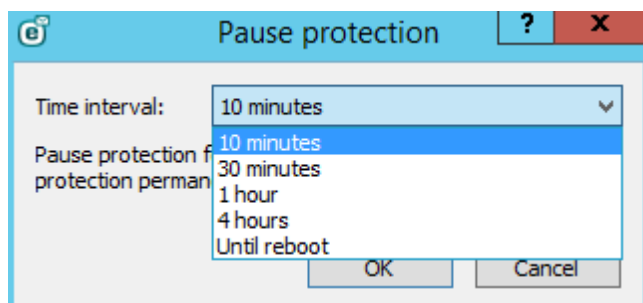 Pause protection
?
x
Time interval:
10 minutes
10 minutes
30 minutes
1 hour
4 hours
Until reboot
Pause protection
protection
OK
Cancel